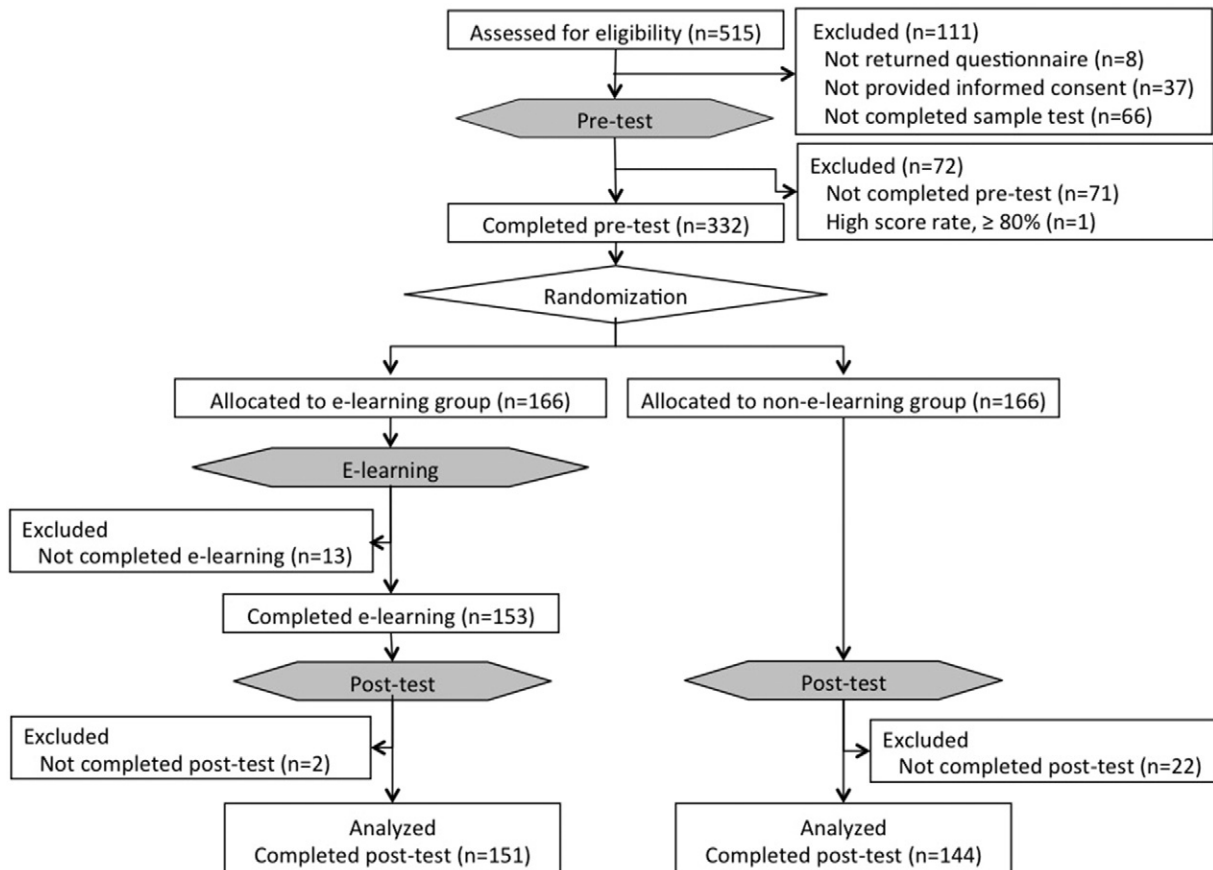 Assessed for eligibility (n=515)
Excluded (n=111)
Not returned questionnaire (n=8)
Not provided informed consent (n=37)
Not completed sample test (n=66)
Pre-test
Excluded (n=72)
Not completed pre-test (n=71)
High score rate, ≥ 80% (n=1)
Completed pre-test (n=332)
Randomization
Allocated to e-learning group (n=166)
Allocated to non-e-learning group (n=166)
E-learning
Excluded
Not completed e-learning (n=13)
Completed e-learning (n=153)
Post-test
Post-test
Excluded
Not completed post-test (n=2)
Excluded
Not completed post-test (n=22)
Analyzed
Completed post-test (n=151)
Analyzed
Completed post-test (n=144)